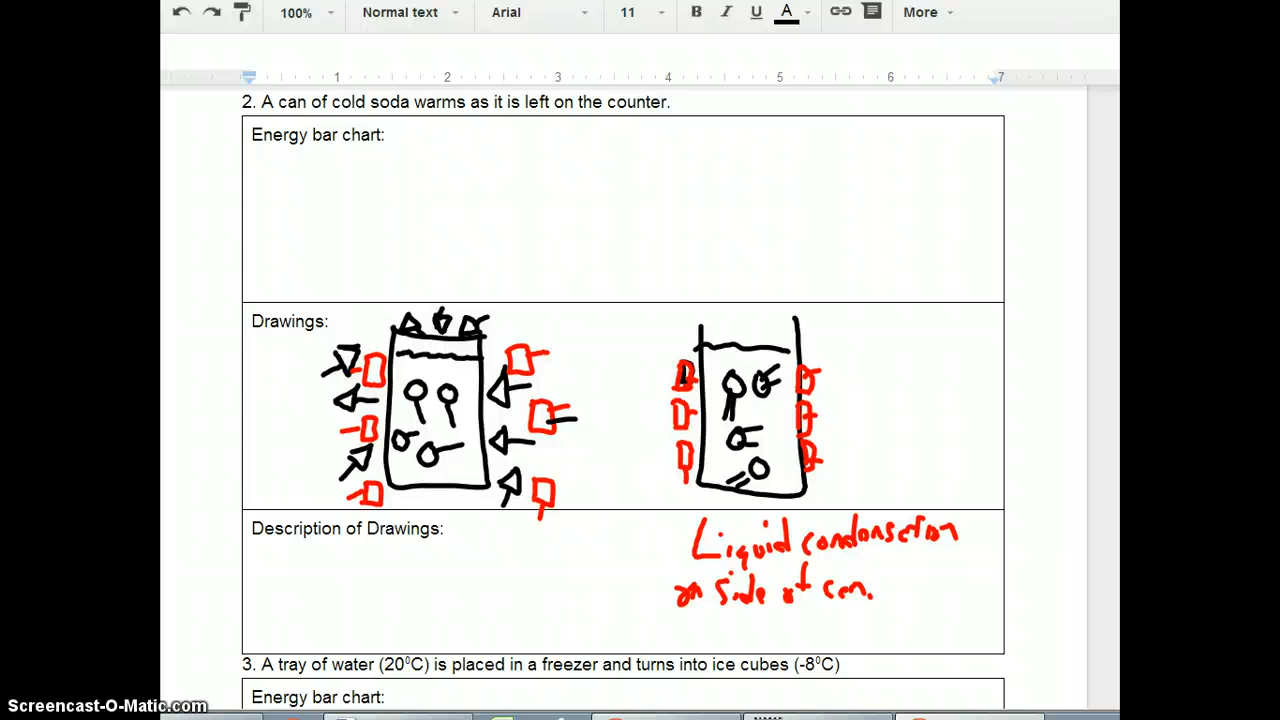 100% Normal text Arial 11 B I U A More
1 2 3 4 5 6 7
2. A can of cold soda warms as it is left on the counter.
Energy bar chart:
Drawings:
Description of Drawings:
Liquid condensation
on side of can.
3. A tray of water (20⁰C) is placed in a freezer and turns into ice cubes (-8⁰C)
Energy bar chart:
Screencast-O-Matic.com